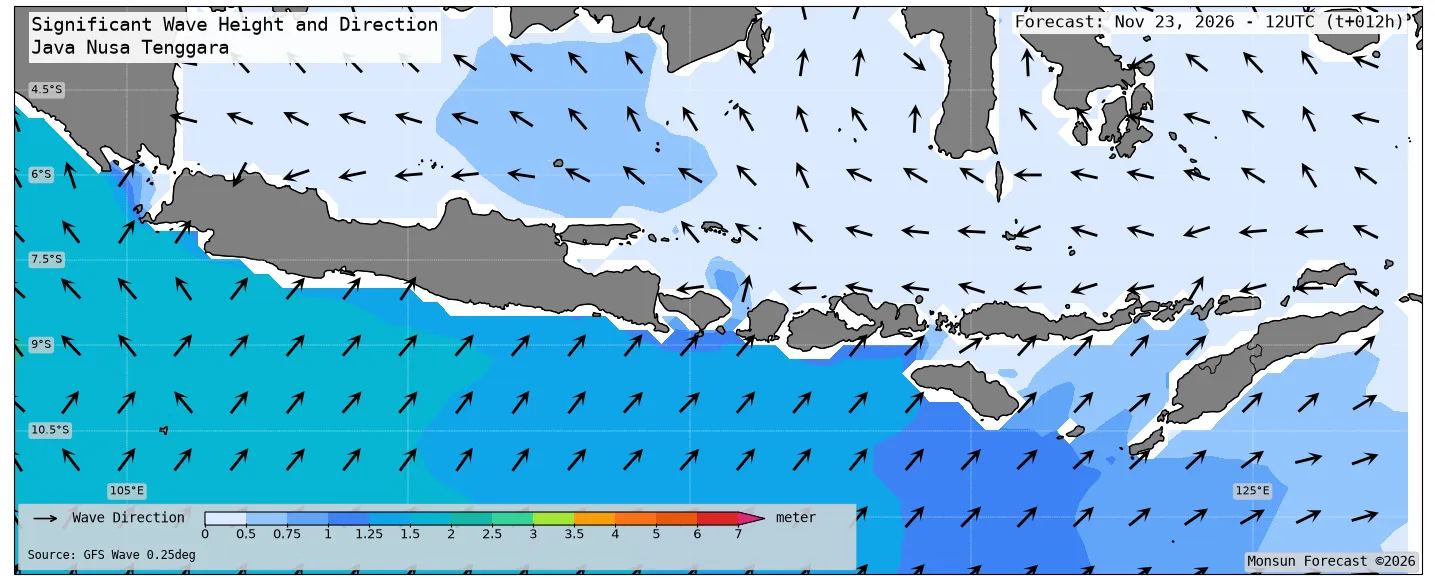 Significant Wave Height and Direction
Java Nusa Tenggara
Forecast: Nov 23, 2026 - 12UTC (t+012h)
4.5°S
6°S
7.5°S
9°S
10.5°S
105°E
125°E
Wave Direction
0 0.5 0.75 1 1.25 1.5 2 2.5 3 3.5 4 5 6 7
meter
Source: GFS Wave 0.25deg
Monsun Forecast ©2026